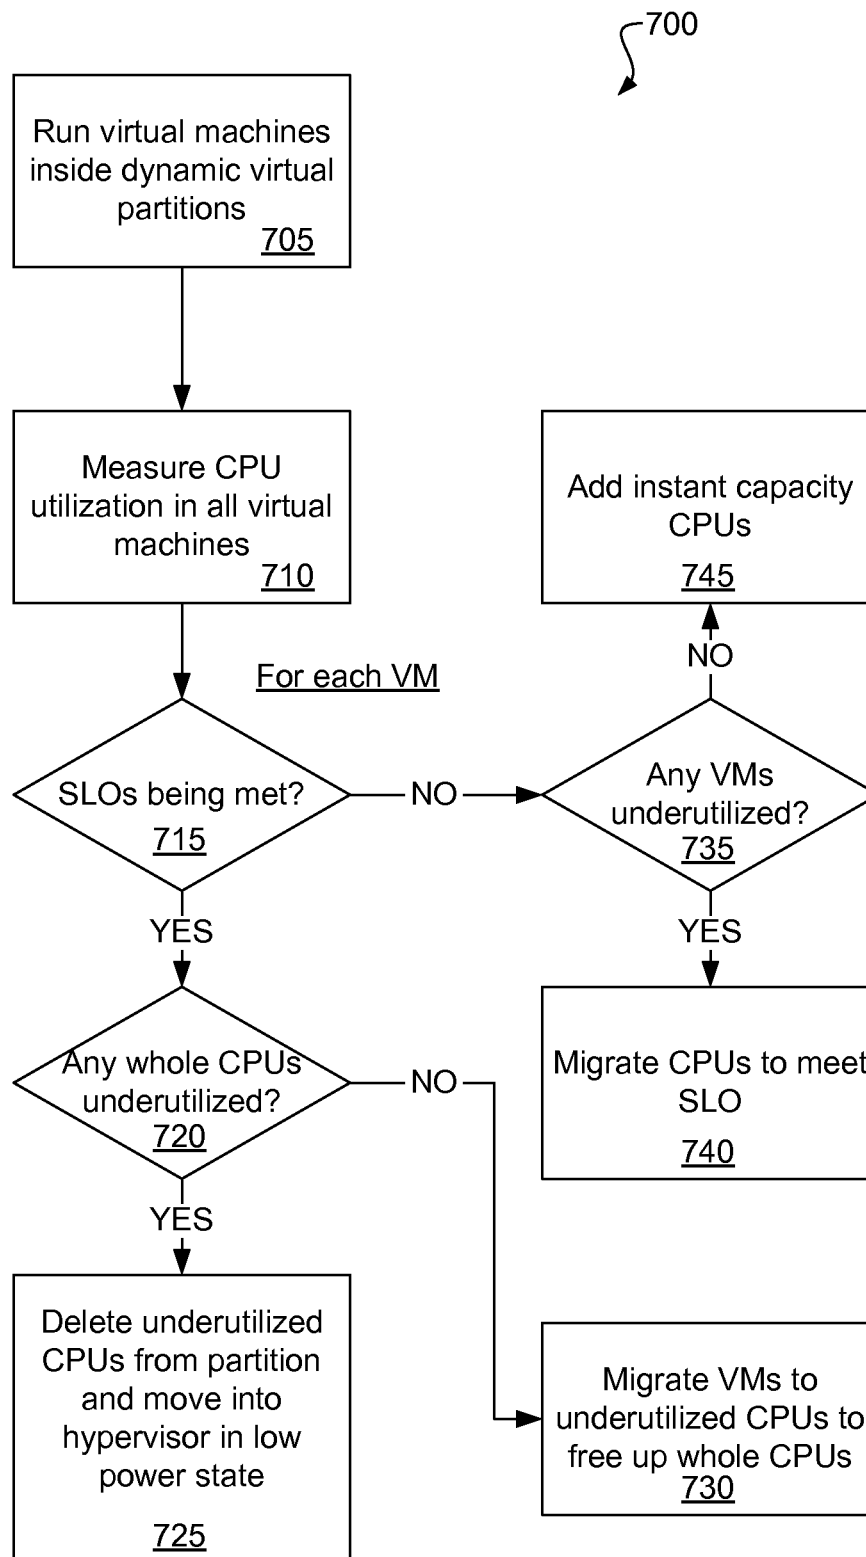 700
Run virtual machines
inside dynamic virtual
partitions
705
Measure CPU
utilization in all virtual
machines
710
Add instant capacity
CPUs
745
For each VM
NO
SLOs being met?
715
NO
Any VMs
underutilized?
735
YES
YES
Any whole CPUs
underutilized?
720
NO
Migrate CPUs to meet
SLO
740
YES
Delete underutilized
CPUs from partition
and move into
hypervisor in low
power state
725
Migrate VMs to
underutilized CPUs to
free up whole CPUs
730